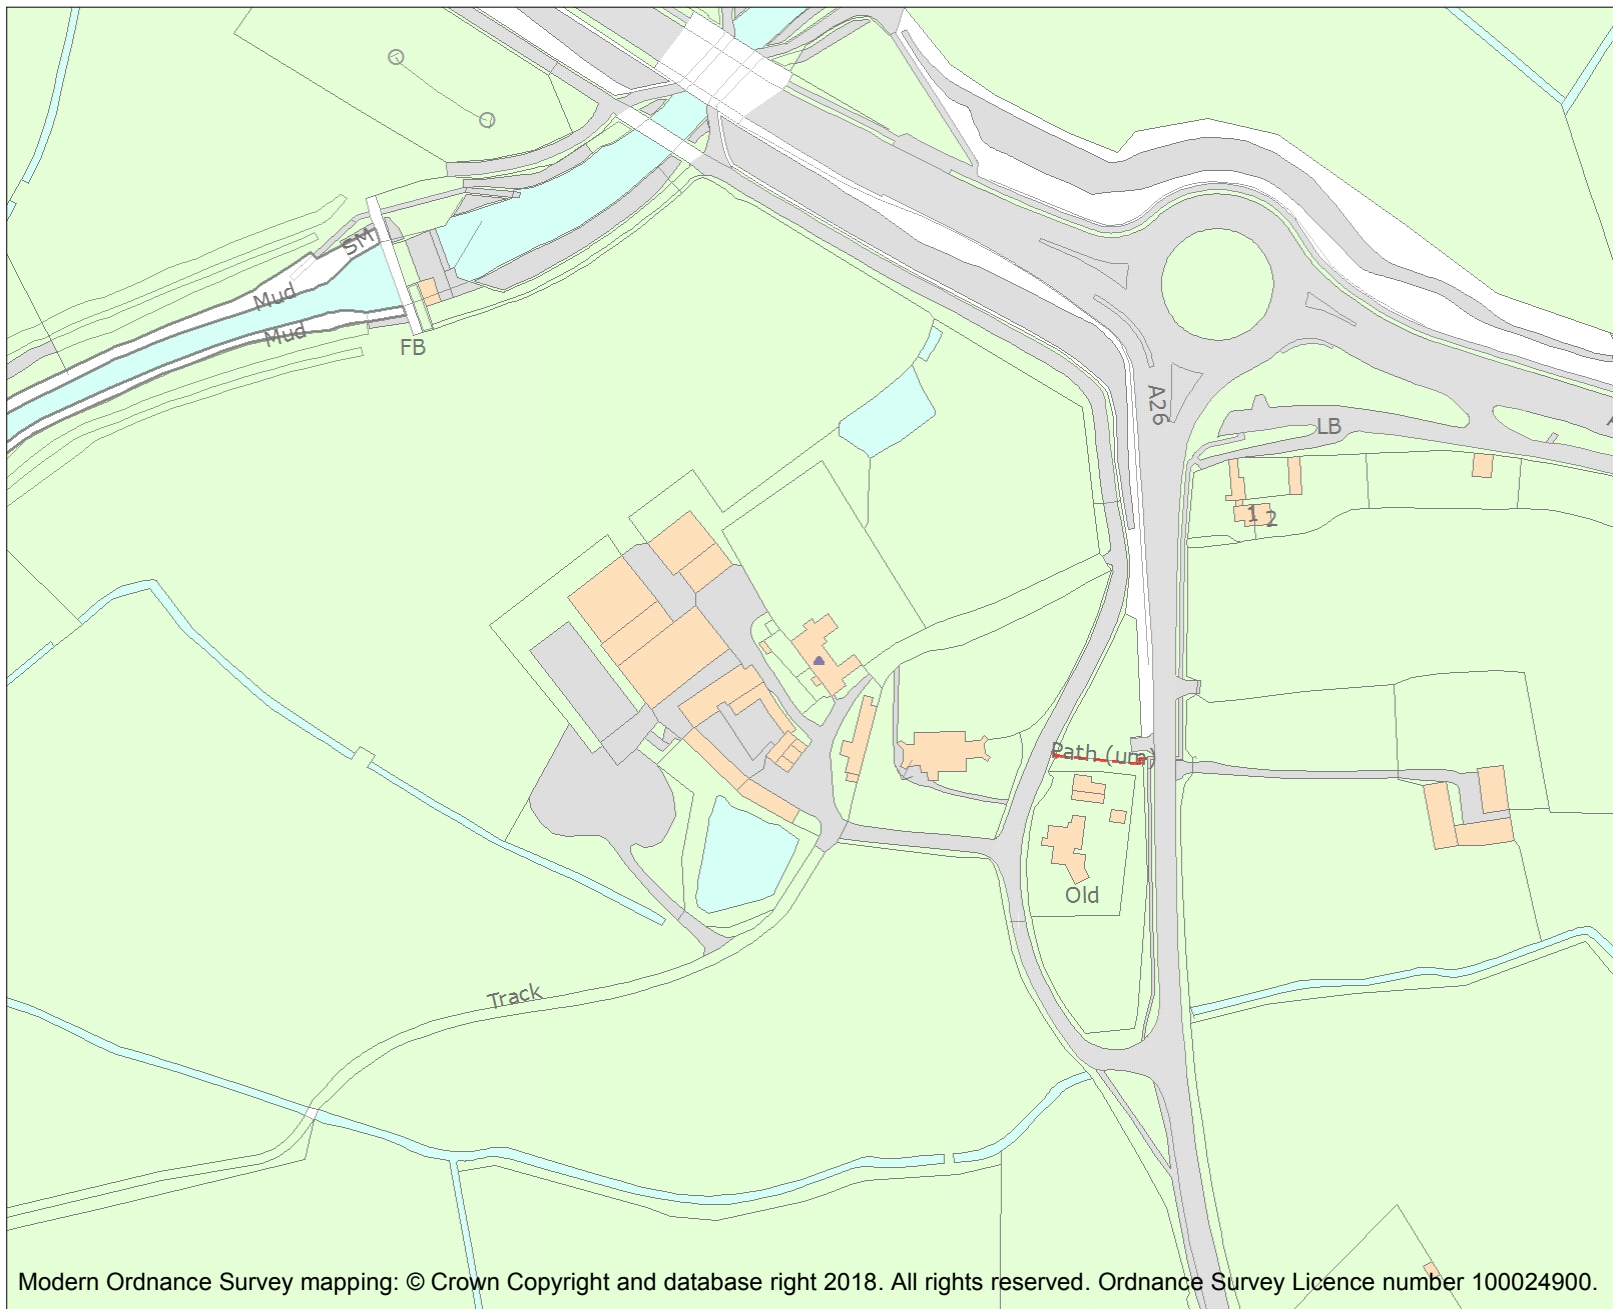 SM
Mud
Mud
FB
A26
LB
1 2
Path (um)
Old
Track
Modern Ordnance Survey mapping: © Crown Copyright and database right 2018. All rights reserved. Ordnance Survey Licence number 100024900.